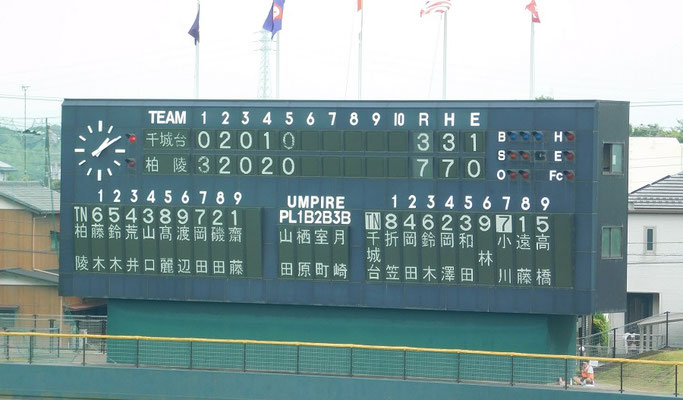 TEAM 1 2 3 4 5 6 7 8 9 10 R H E
千城台 0 2 0 1 0 3 3 1
柏陵 3 2 0 2 0 7 7 0
B H
S E
O Fc
1 2 3 4 5 6 7 8 9
TN 6 5 4 3 8 9 7 2 1
柏陵
藤木
鈴木
荒井
山口
髙麗
渡辺
岡田
磯田
齋藤
UMPIRE
PL 1B 2B 3B
山田
栖原
室町
月崎
1 2 3 4 5 6 7 8 9
TN 8 4 6 2 3 9 7 1 5
千城台
折笠
岡田
鈴木
岡澤
和田
林
小川
遠藤
高橋